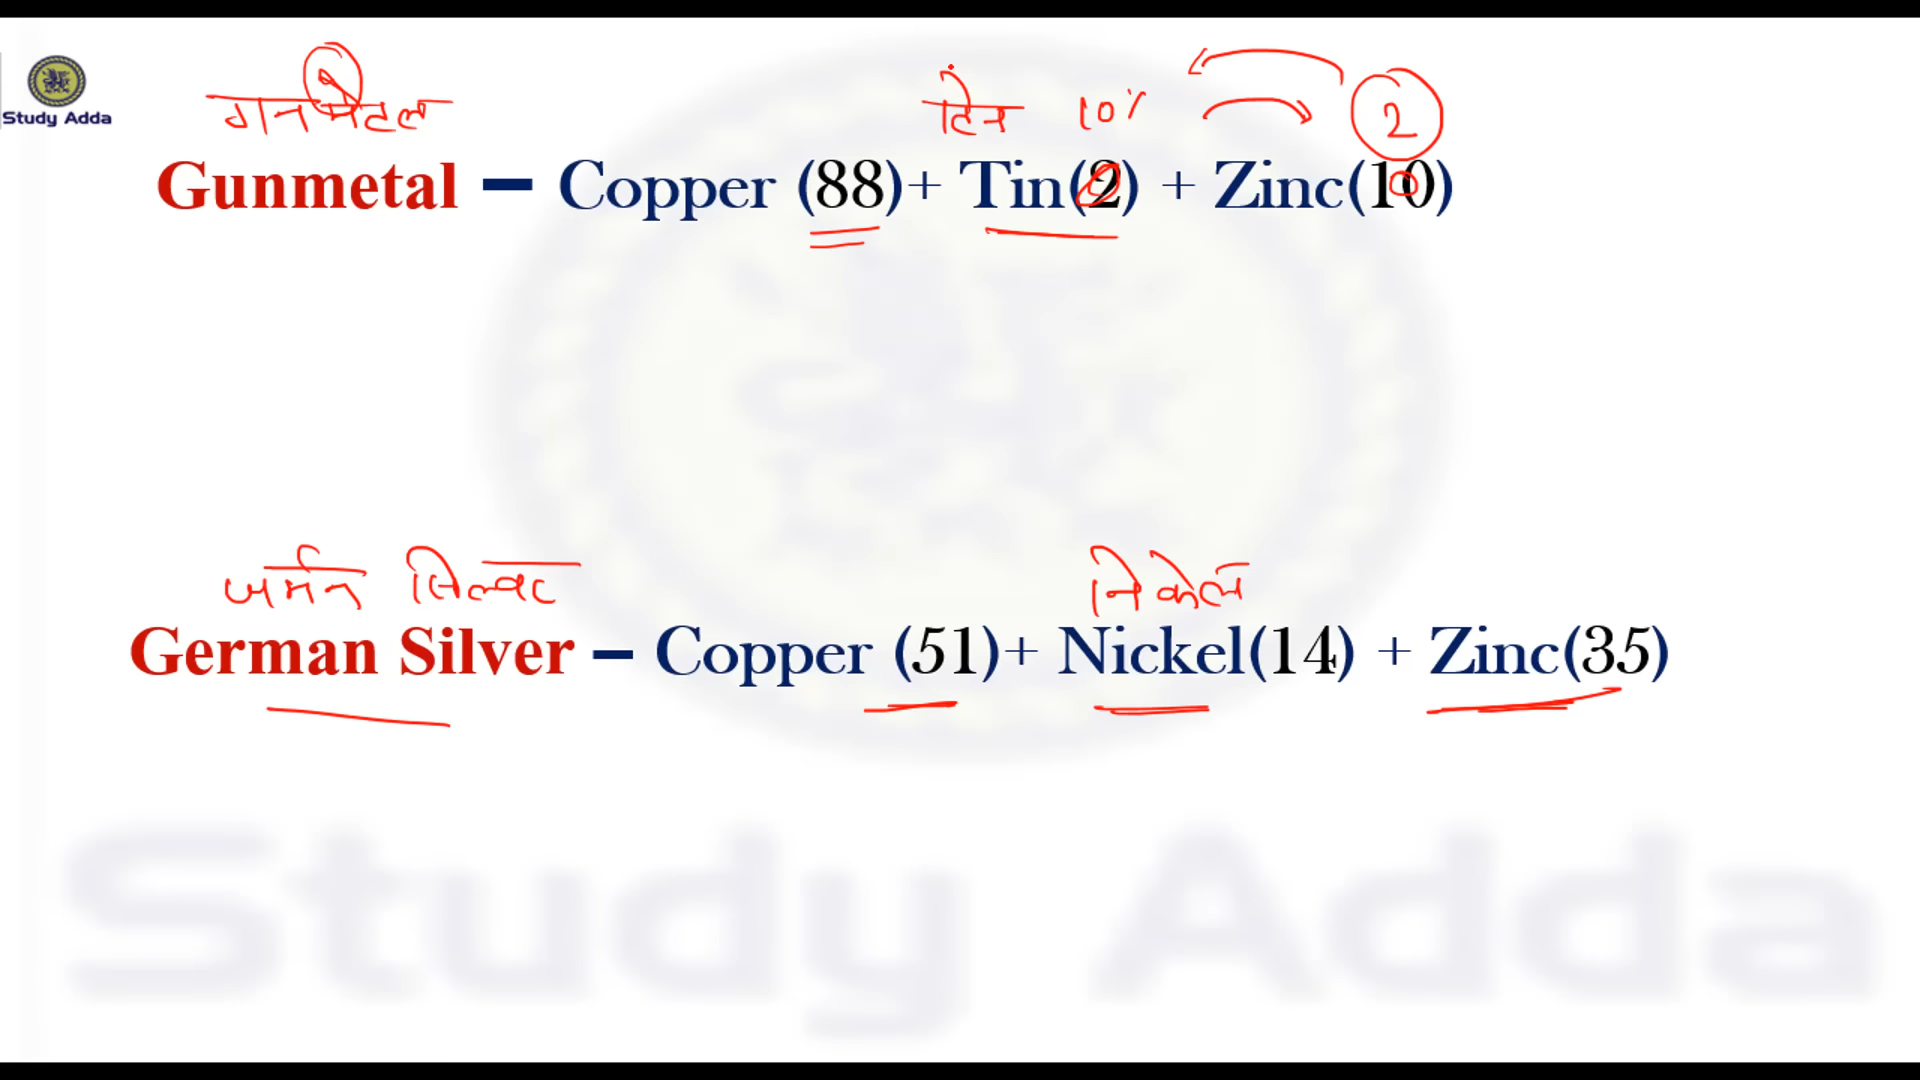 Study Adda
गनमेटल टिन 10% 2
Gunmetal – Copper (88)+ Tin(2) + Zinc(10)
जर्मन सिल्वर निकेल
German Silver – Copper (51)+ Nickel(14) + Zinc(35)
Study Adda